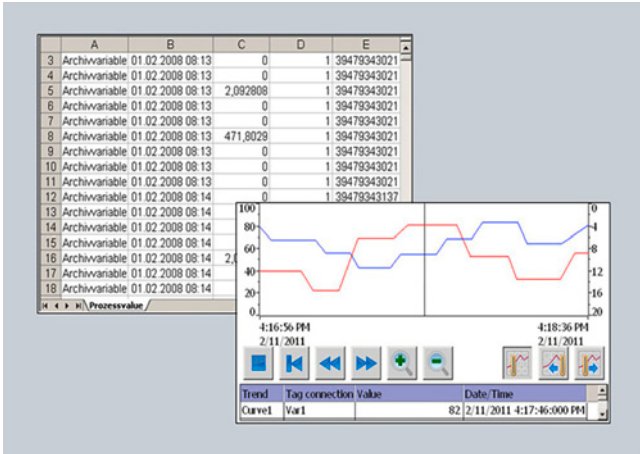 A B C D E
3 Archivvariable 01.02.2008 08:13 0 1 39479343021
4 Archivvariable 01.02.2008 08:13 0 1 39479343021
5 Archivvariable 01.02.2008 08:13 2,092808 1 39479343021
6 Archivvariable 01.02.2008 08:13 0 1 39479343021
7 Archivvariable 01.02.2008 08:13 0 1 39479343021
8 Archivvariable 01.02.2008 08:13 471,8029 1 39479343021
9 Archivvariable 01.02.2008 08:13 0 1 39479343021
10 Archivvariable 01.02.2008 08:13 0 1 39479343021
11 Archivvariable 01.02.2008 08:13 0 1 39479343021
12 Archivvariable 01.02.2008 08:14 0 1 39479343137
13 Archivvariable 01.02.2008 08:14
14 Archivvariable 01.02.2008 08:14
15 Archivvariable 01.02.2008 08:14
16 Archivvariable 01.02.2008 08:14 2,0
17 Archivvariable 01.02.2008 08:14
18 Archivvariable 01.02.2008 08:14
Prozessvalue
100 0
80 4
60 8
40 12
20 16
0 20
4:16:56 PM 4:18:36 PM
2/11/2011 2/11/2011
Trend Tag connection Value Date/Time
Curve1 Var1 82 2/11/2011 4:17:46:000 PM